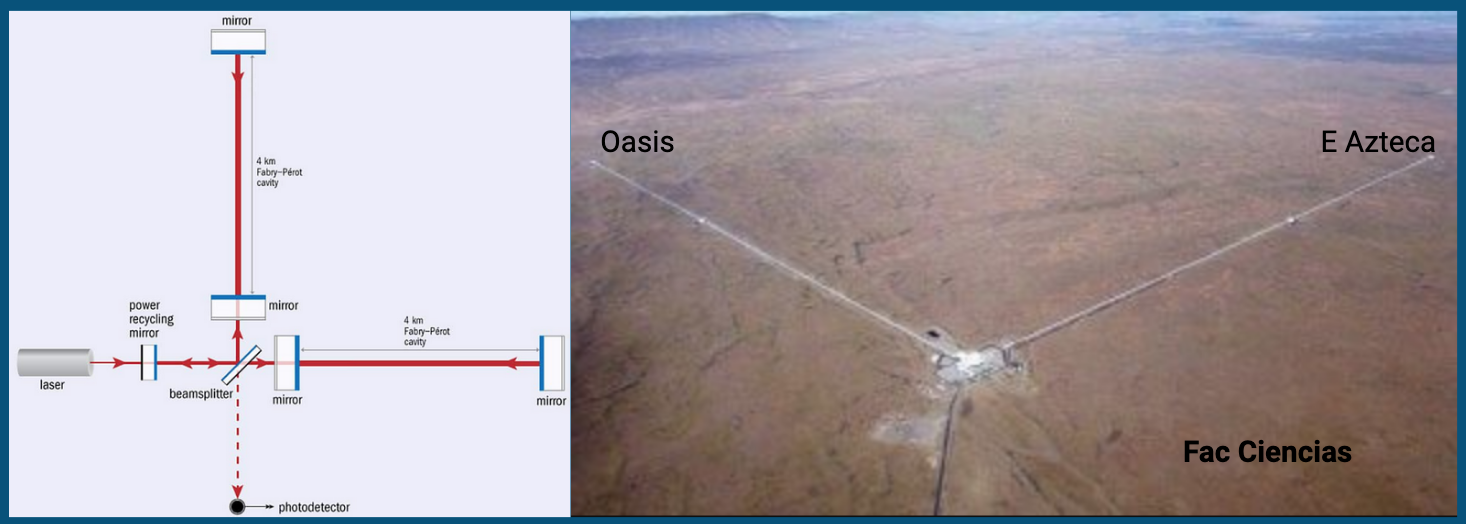 mirror
4 km
Fabry–Pérot
cavity
power
recycling
mirror
mirror
4 km
Fabry–Pérot
cavity
laser
beamsplitter
mirror
mirror
photodetector
Oasis
E Azteca
Fac Ciencias